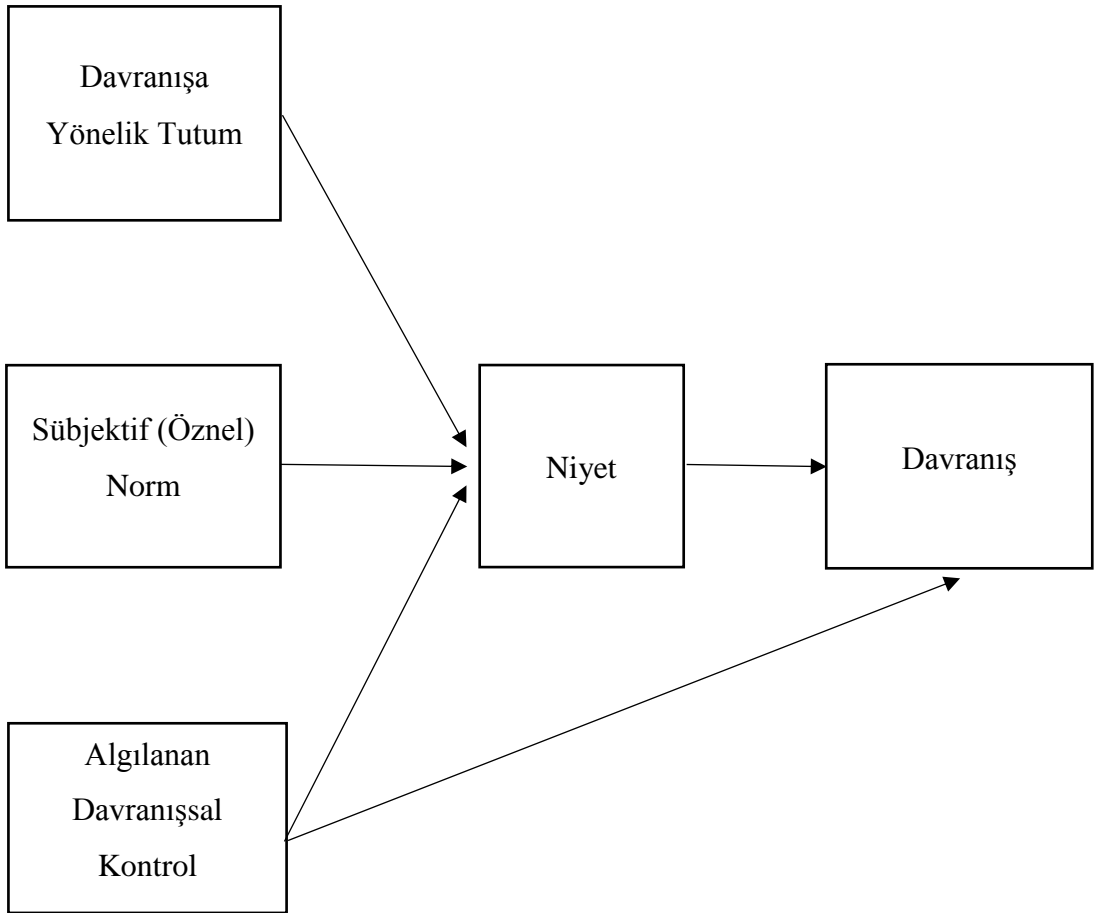 Davranışa
Yönelik Tutum
Sübjektif (Öznel)
Norm
Niyet
Davranış
Algılanan
Davranışsal
Kontrol